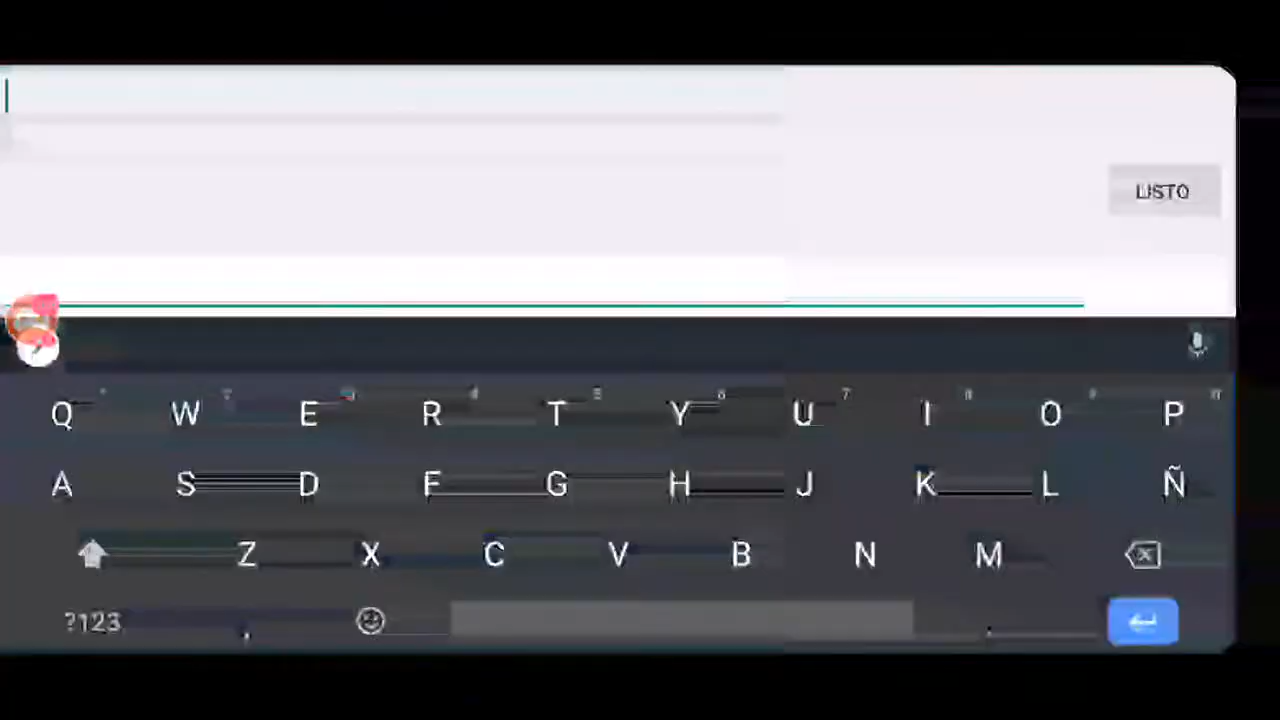 LISTO
Q W E R T Y U I O P
A S D F G H J K L Ñ
Z X C V B N M
?123 , .